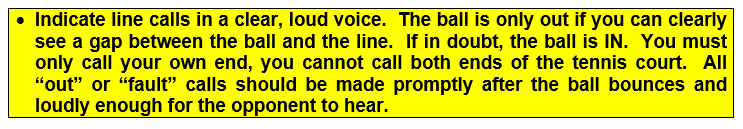 • Indicate line calls in a clear, loud voice.  The ball is only out if you can clearly
see a gap between the ball and the line.  If in doubt, the ball is IN.  You must
only call your own end, you cannot call both ends of the tennis court.  All
“out” or “fault” calls should be made promptly after the ball bounces and
loudly enough for the opponent to hear.